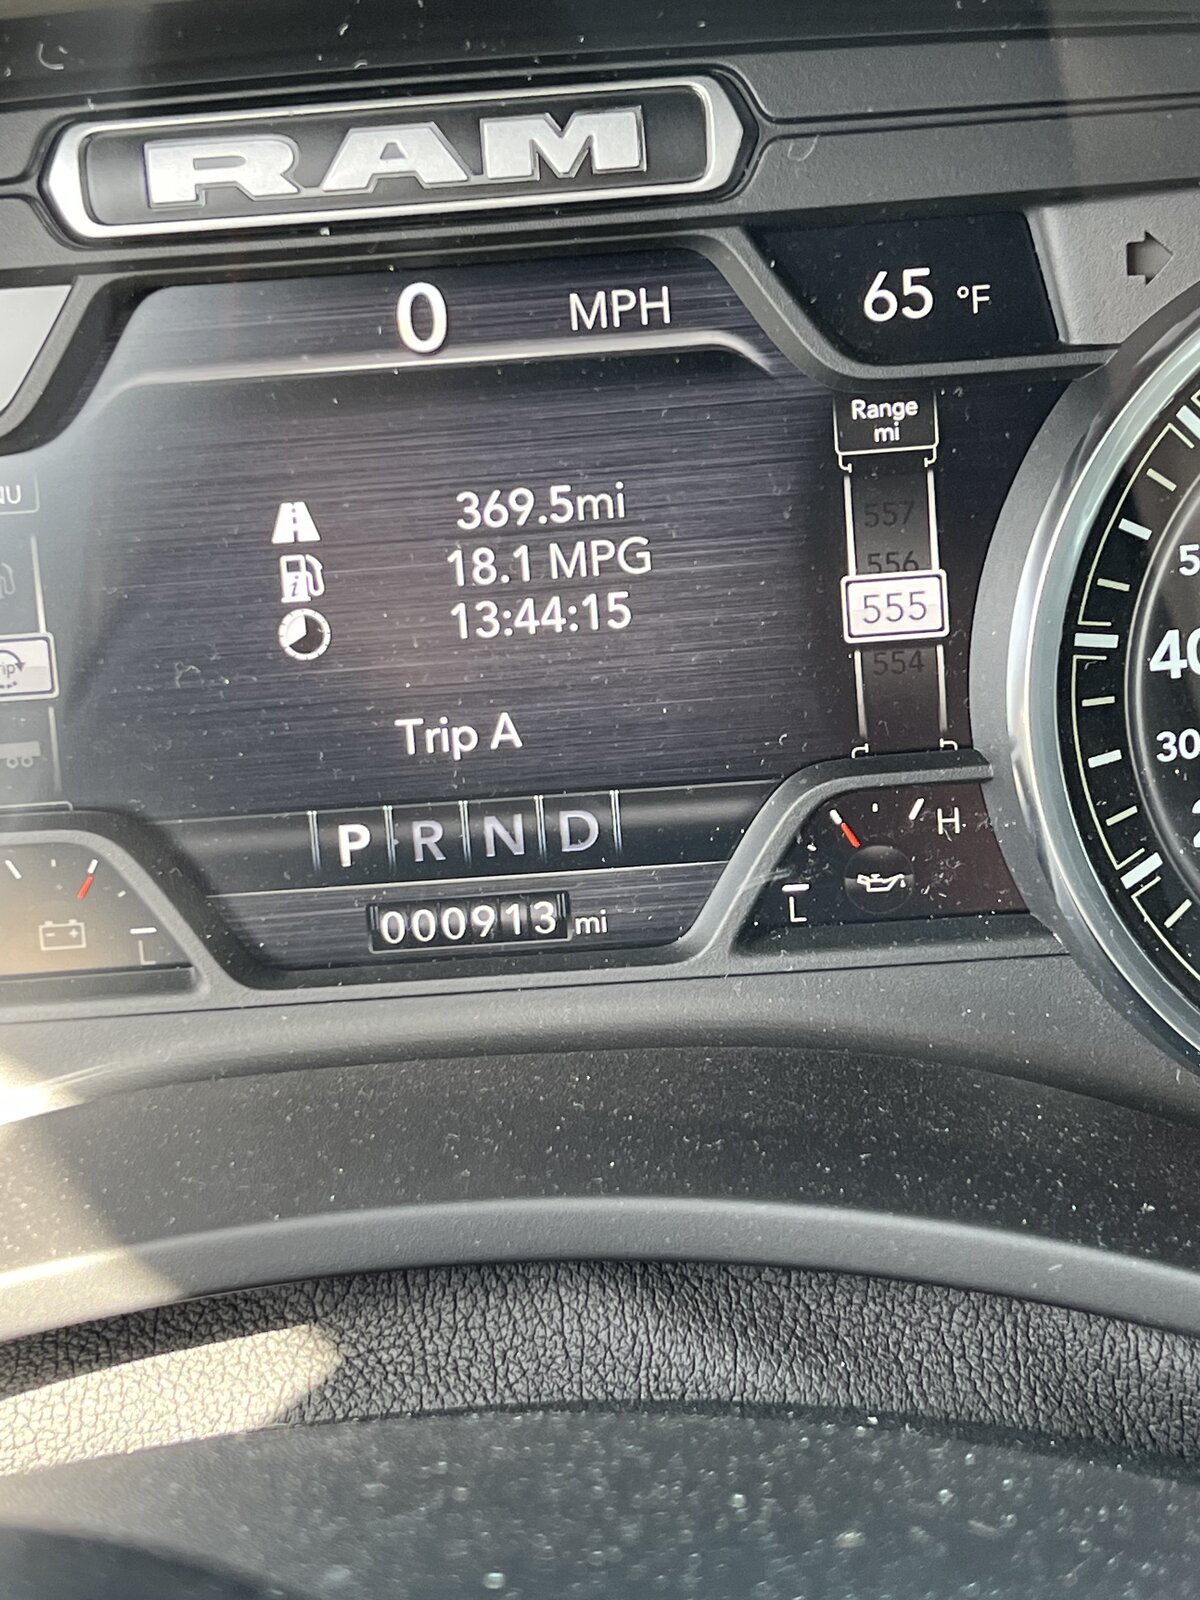 RAM
0 MPH
65 °F
Range
mi
NU
369.5mi
557
18.1 MPG
556
13:44:15
555
554
Trip A
P R N D
H
L
000913 mi
L
40
30